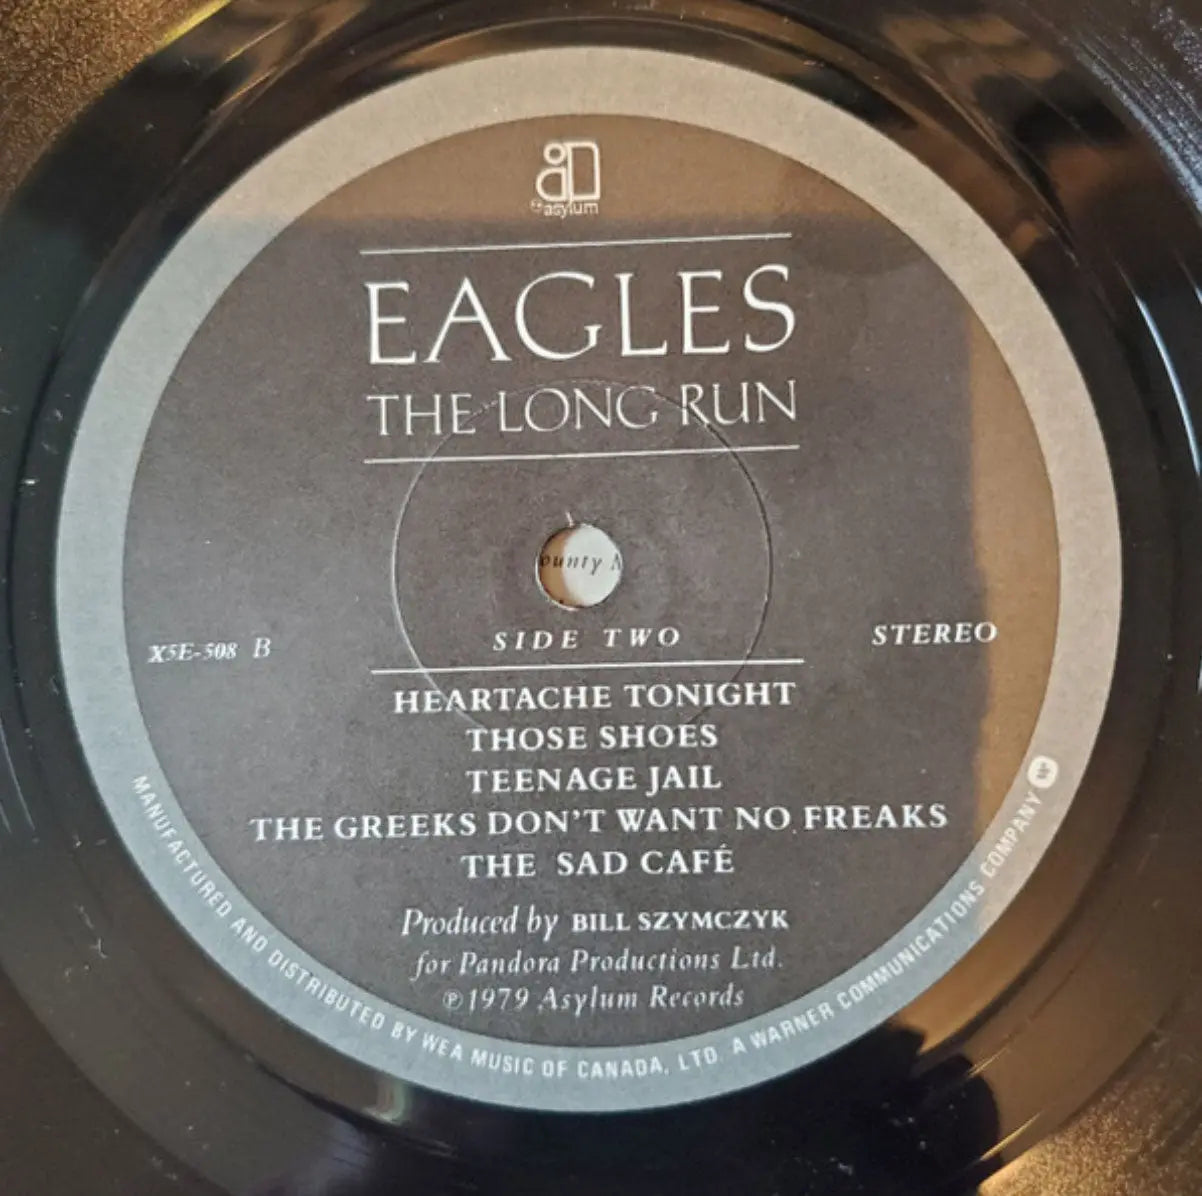 asylum
EAGLES
THE LONG RUN
ounty
SIDE TWO
X5E-508 B
STEREO
HEARTACHE TONIGHT
THOSE SHOES
TEENAGE JAIL
THE GREEKS DON'T WANT NO FREAKS
THE SAD CAFÉ
Produced by BILL SZYMCZYK
for Pandora Productions Ltd.
℗ 1979 Asylum Records
MANUFACTURED AND DISTRIBUTED BY WEA MUSIC OF CANADA, LTD. A WARNER COMMUNICATIONS COMPANY